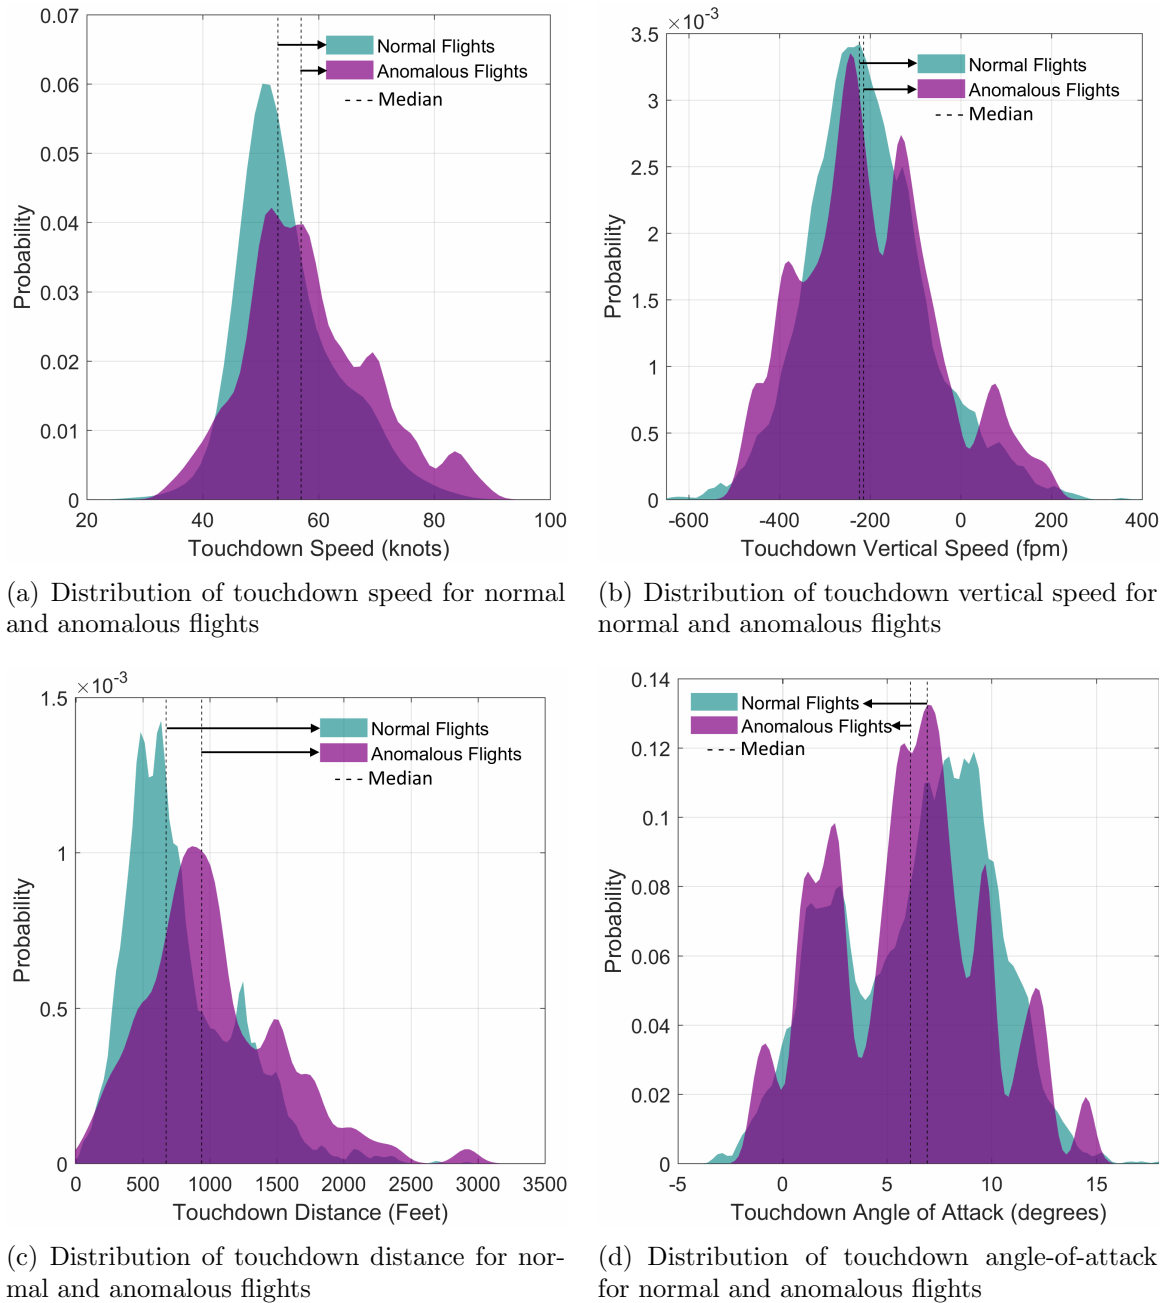 0.07
0.06
0.05
0.04
0.03
0.02
0.01
0
20 40 60 80 100
Probability
Touchdown Speed (knots)
Normal Flights
Anomalous Flights
Median
(a) Distribution of touchdown speed for normal
and anomalous flights
×10-3
3.5
3
2.5
2
1.5
1
0.5
0
-600 -400 -200 0 200 400
Probability
Touchdown Vertical Speed (fpm)
Normal Flights
Anomalous Flights
Median
(b) Distribution of touchdown vertical speed for
normal and anomalous flights
×10-3
1.5
1
0.5
0
0 500 1000 1500 2000 2500 3000 3500
Probability
Touchdown Distance (Feet)
Normal Flights
Anomalous Flights
Median
(c) Distribution of touchdown distance for nor-
mal and anomalous flights
0.14
0.12
0.1
0.08
0.06
0.04
0.02
0
-5 0 5 10 15
Probability
Touchdown Angle of Attack (degrees)
Normal Flights
Anomalous Flights
Median
(d) Distribution of touchdown angle-of-attack
for normal and anomalous flights